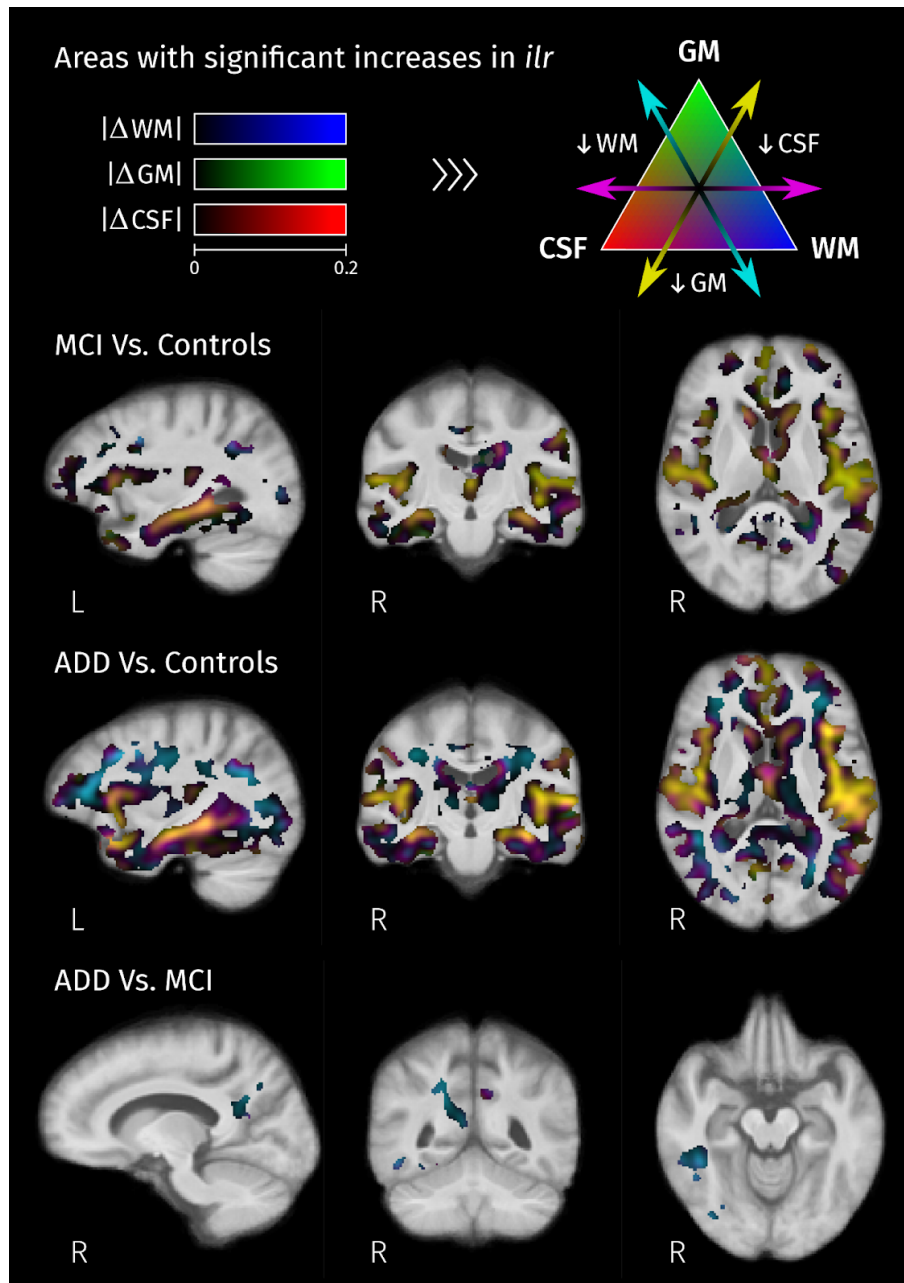 Areas with significant increases in ilr
|ΔWM|
|ΔGM|
|ΔCSF|
0 0.2
GM
↓WM ↓CSF
CSF WM
↓GM
MCI Vs. Controls
L R R
ADD Vs. Controls
L R R
ADD Vs. MCI
R R R